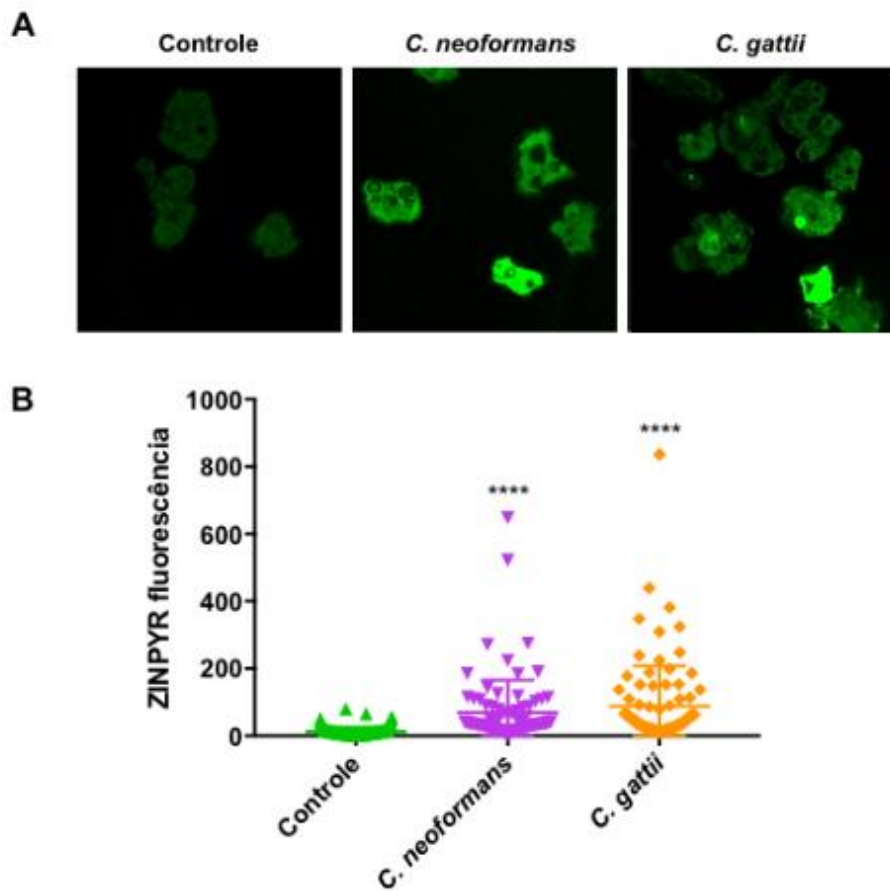 A
Controle
C. neoformans
C. gattii
B
ZINPYR fluorescência
1000
800
600
400
200
0
****
****
Controle
C. neoformans
C. gattii